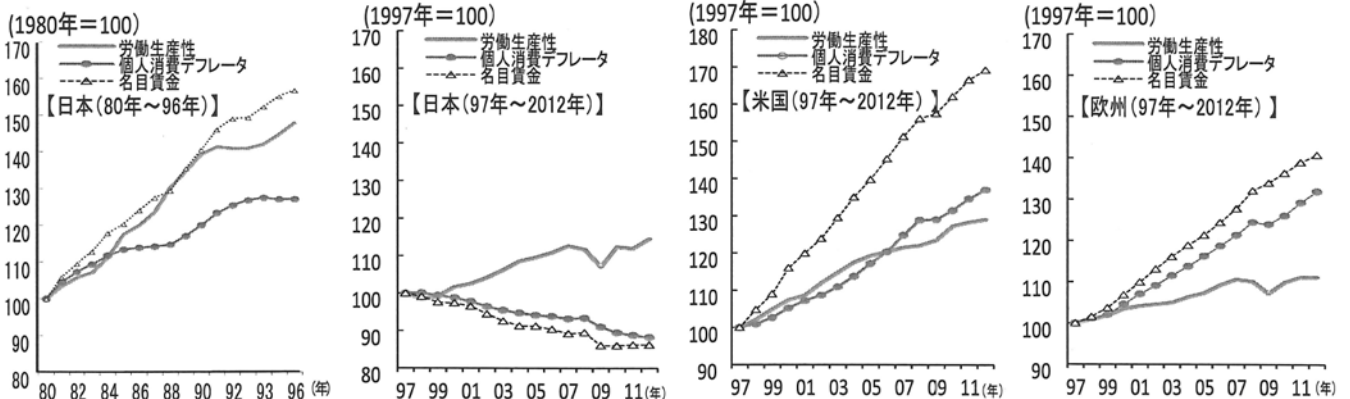 (1980年=100)
170
160
150
140
130
120
110
100
90
80
労働生産性
個人消費デフレータ
名目賃金
【日本(80年～96年)】
80 82 84 86 88 90 92 93 96 (年)
(1997年=100)
170
160
150
140
130
120
110
100
90
80
労働生産性
個人消費デフレータ
名目賃金
【日本(97年～2012年)】
97 99 01 03 05 07 09 11(年)
(1997年=100)
180
170
160
150
140
130
120
110
100
90
労働生産性
個人消費デフレータ
名目賃金
【米国(97年～2012年)】
97 99 01 03 05 07 09 11(年)
(1997年=100)
170
160
150
140
130
120
110
100
90
労働生産性
個人消費デフレータ
名目賃金
【欧州(97年～2012年)】
97 99 01 03 05 07 09 11(年)